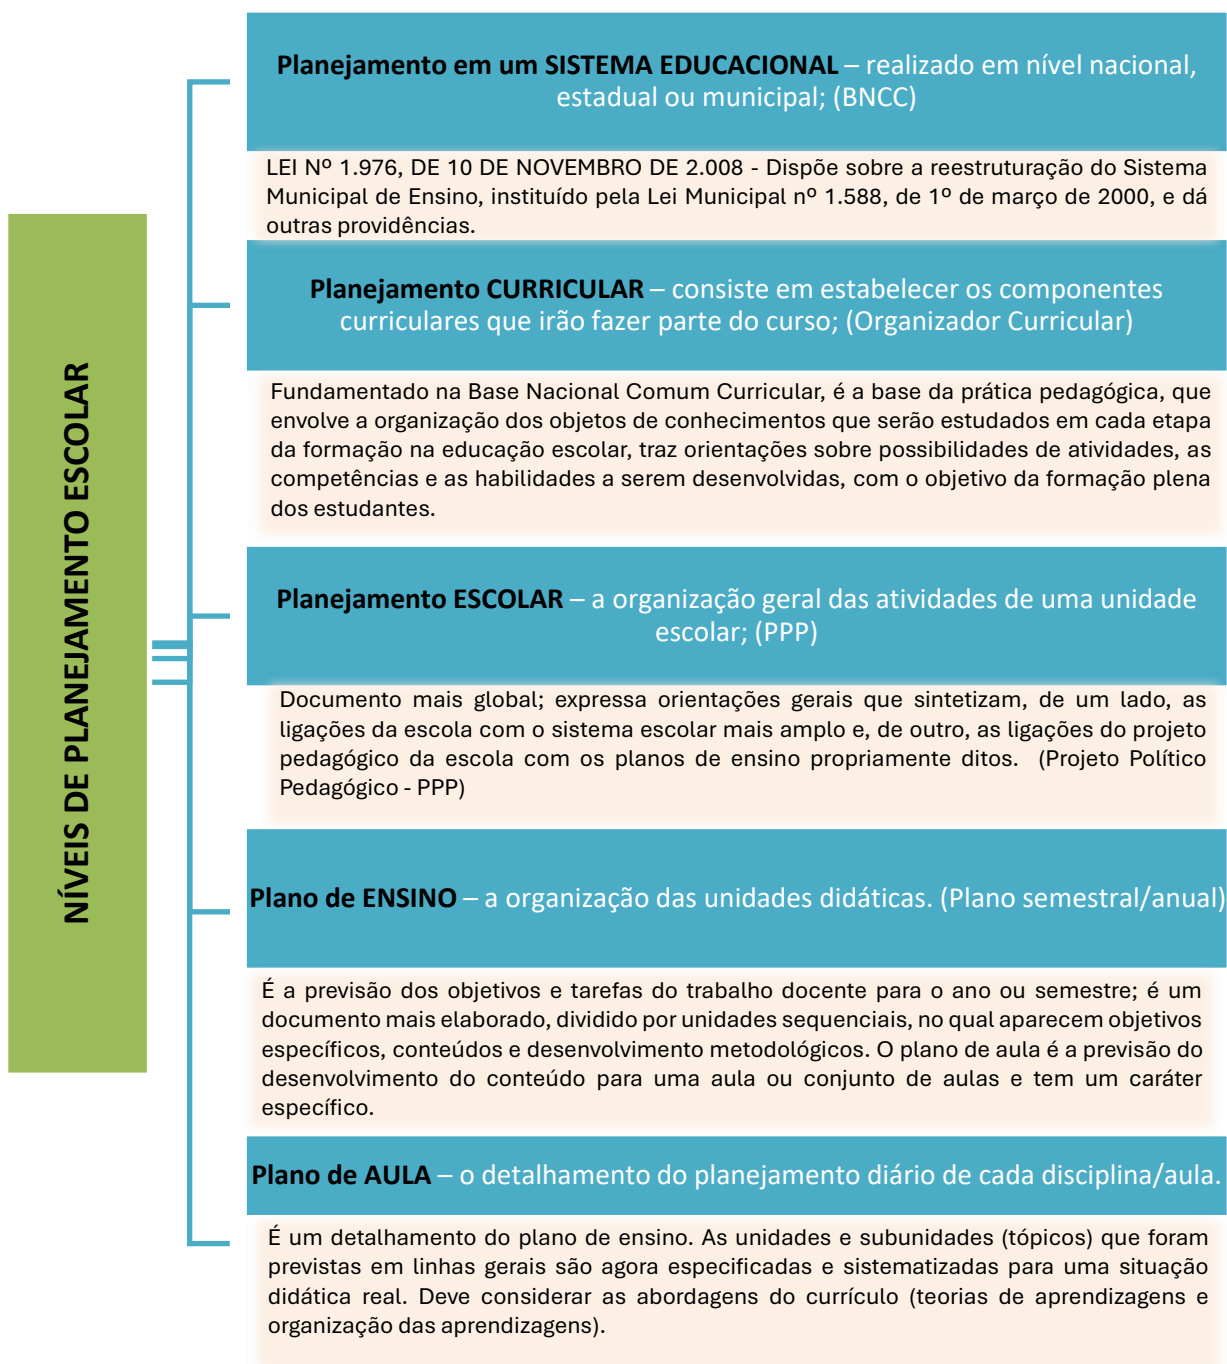 NÍVEIS DE PLANEJAMENTO ESCOLAR
Planejamento em um SISTEMA EDUCACIONAL – realizado em nível nacional,
estadual ou municipal; (BNCC)
LEI Nº 1.976, DE 10 DE NOVEMBRO DE 2.008 - Dispõe sobre a reestruturação do Sistema
Municipal de Ensino, instituído pela Lei Municipal nº 1.588, de 1º de março de 2000, e dá
outras providências.
Planejamento CURRICULAR – consiste em estabelecer os componentes
curriculares que irão fazer parte do curso; (Organizador Curricular)
Fundamentado na Base Nacional Comum Curricular, é a base da prática pedagógica, que
envolve a organização dos objetos de conhecimentos que serão estudados em cada etapa
da formação na educação escolar, traz orientações sobre possibilidades de atividades, as
competências e as habilidades a serem desenvolvidas, com o objetivo da formação plena
dos estudantes.
Planejamento ESCOLAR – a organização geral das atividades de uma unidade
escolar; (PPP)
Documento mais global; expressa orientações gerais que sintetizam, de um lado, as
ligações da escola com o sistema escolar mais amplo e, de outro, as ligações do projeto
pedagógico da escola com os planos de ensino propriamente ditos. (Projeto Político
Pedagógico - PPP)
Plano de ENSINO – a organização das unidades didáticas. (Plano semestral/anual)
É a previsão dos objetivos e tarefas do trabalho docente para o ano ou semestre; é um
documento mais elaborado, dividido por unidades sequenciais, no qual aparecem objetivos
específicos, conteúdos e desenvolvimento metodológicos. O plano de aula é a previsão do
desenvolvimento do conteúdo para uma aula ou conjunto de aulas e tem um caráter
específico.
Plano de AULA – o detalhamento do planejamento diário de cada disciplina/aula.
É um detalhamento do plano de ensino. As unidades e subunidades (tópicos) que foram
previstas em linhas gerais são agora especificadas e sistematizadas para uma situação
didática real. Deve considerar as abordagens do currículo (teorias de aprendizagens e
organização das aprendizagens).